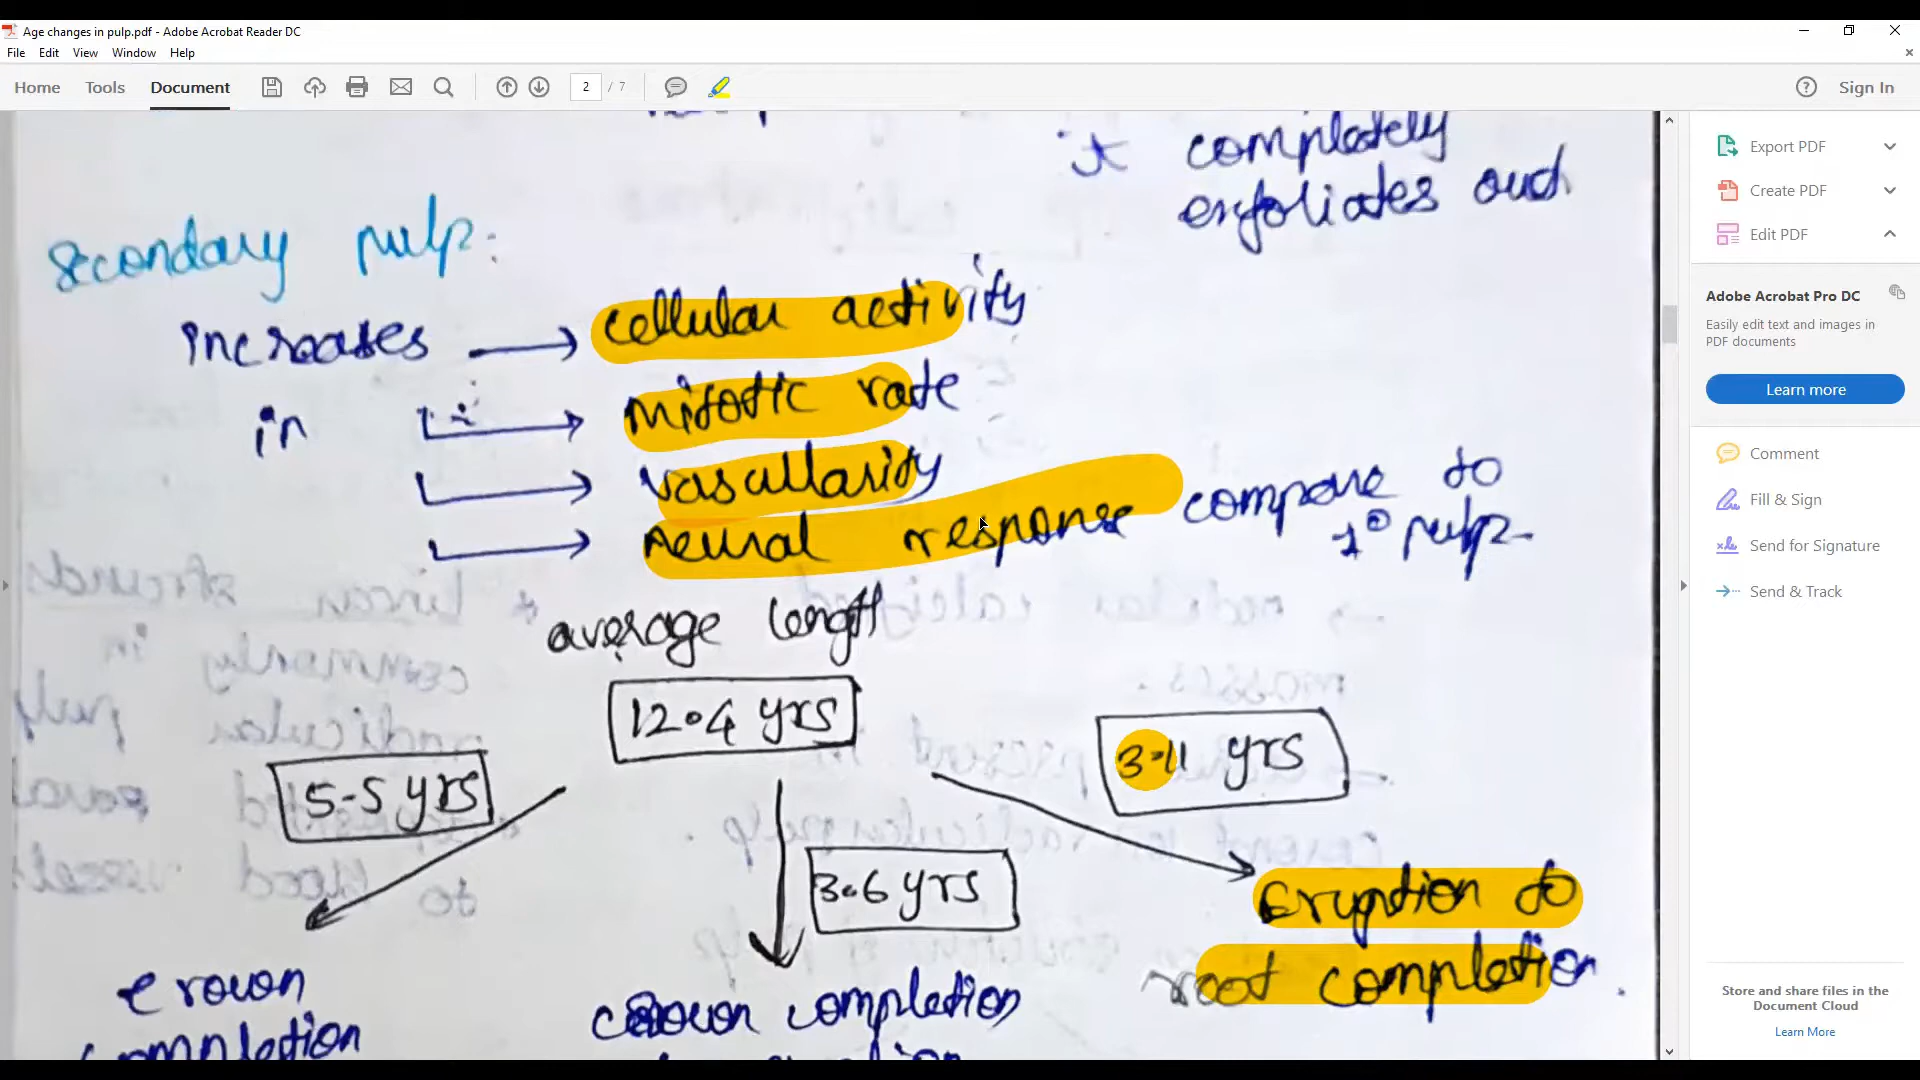 Age changes in pulp.pdf - Adobe Acrobat Reader DC
File Edit View Window Help
Home Tools Document 2 / 7 Sign In
it completely
exfoliates out
Secondary pulp:
increases → cellular activity
in → mitotic rate
→ vascullarity
→ neural response compare to
1° pulp-
average length
12.4 yrs
5-5 yrs
3-11 yrs
3.6 yrs
Eruption to
root completion.
crown
completion
crown completion
Export PDF
Create PDF
Edit PDF
Adobe Acrobat Pro DC
Easily edit text and images in
PDF documents
Learn more
Comment
Fill & Sign
Send for Signature
Send & Track
Store and share files in the
Document Cloud
Learn More